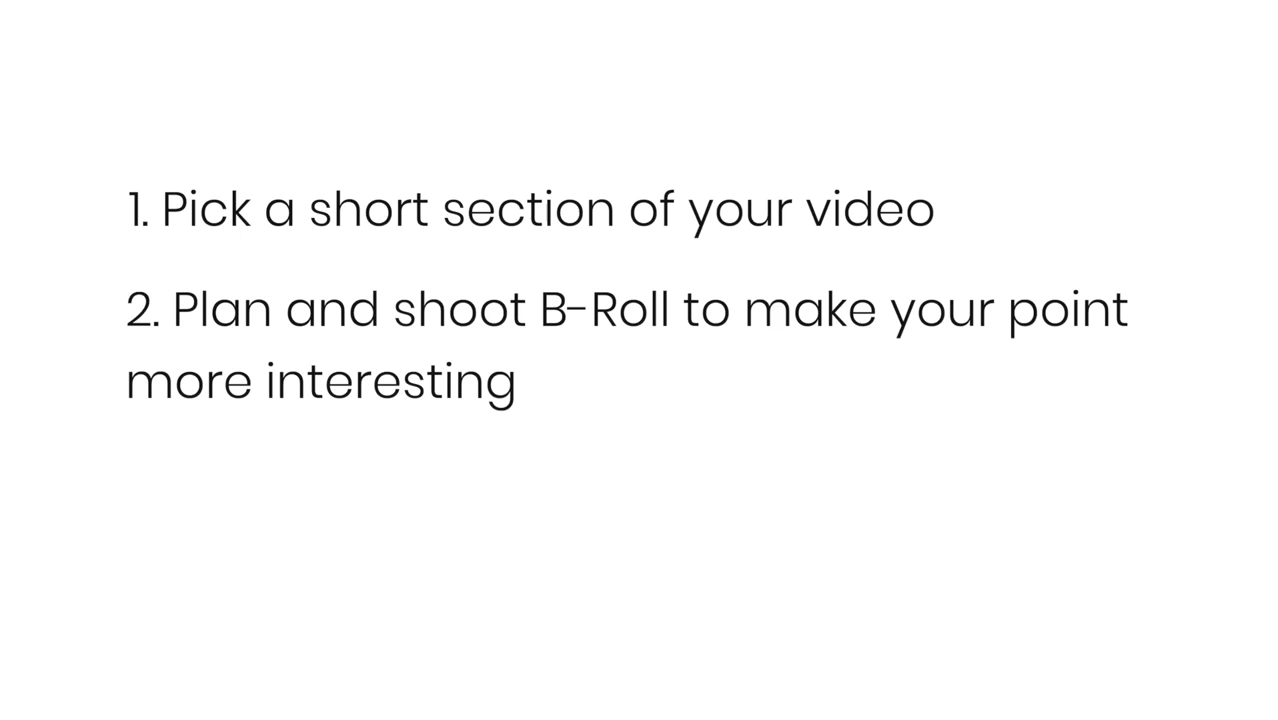 1. Pick a short section of your video
2. Plan and shoot B-Roll to make your point
more interesting